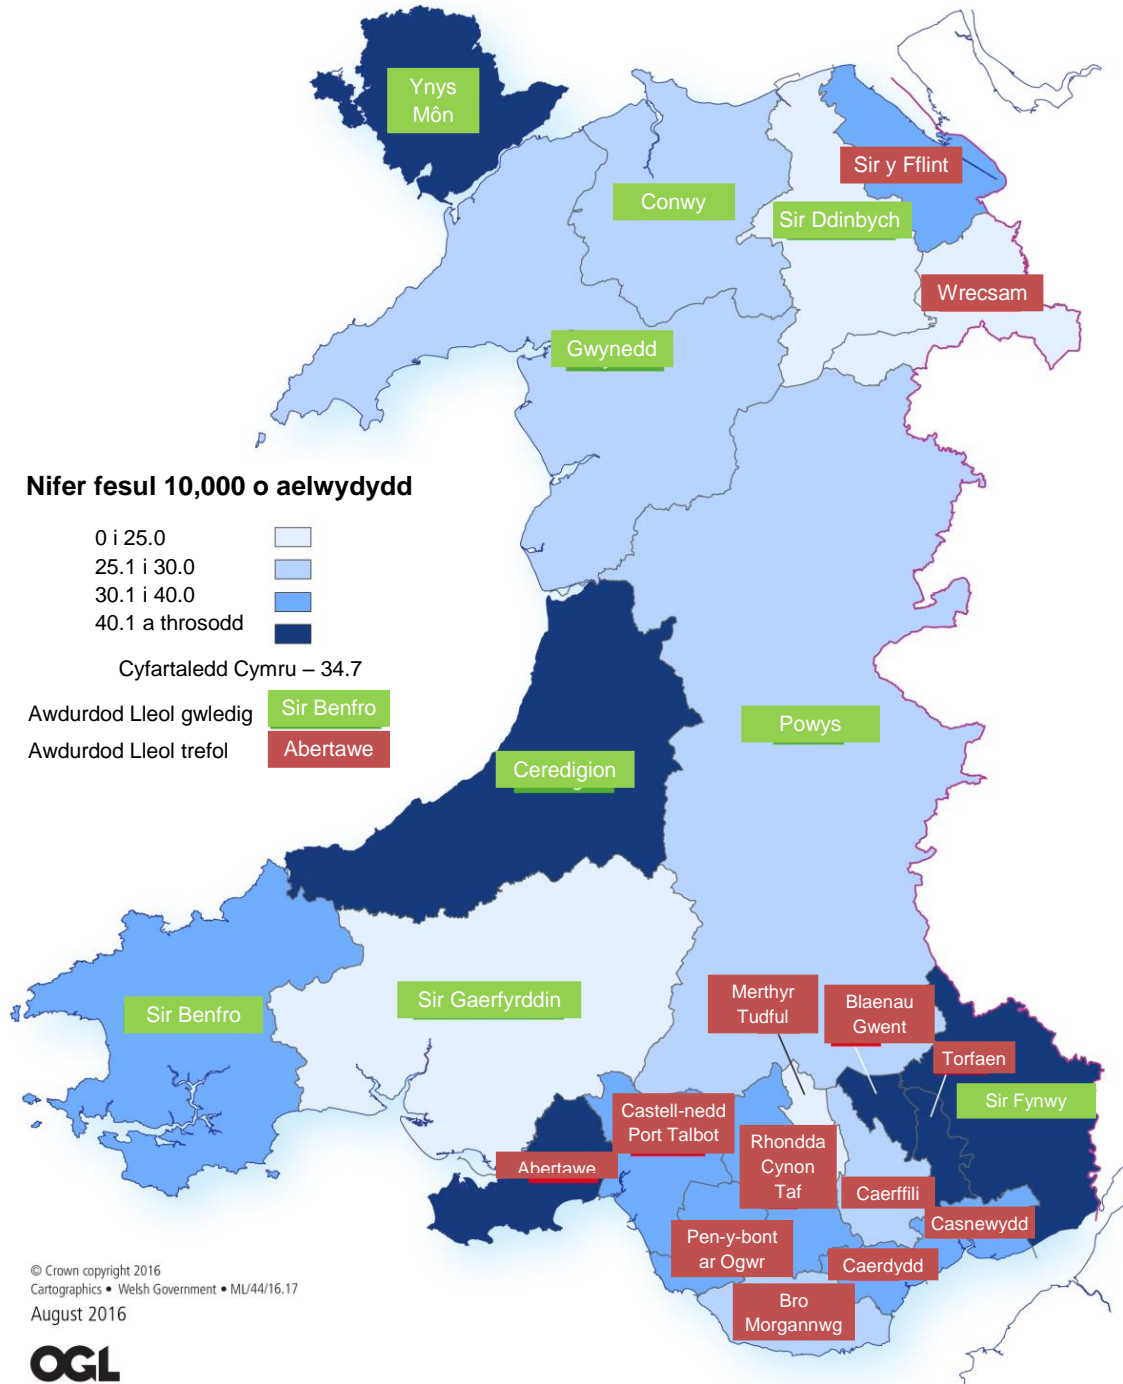 Ynys
Môn
Sir y Fflint
Conwy
Sir Ddinbych
Wrecsam
Gwynedd
Nifer fesul 10,000 o aelwydydd
0 i 25.0
25.1 i 30.0
30.1 i 40.0
40.1 a throsodd
Cyfartaledd Cymru – 34.7
Awdurdod Lleol gwledig
Sir Benfro
Awdurdod Lleol trefol
Abertawe
Powys
Ceredigion
Sir Benfro
Sir Gaerfyrddin
Merthyr
Tudful
Blaenau
Gwent
Torfaen
Sir Fynwy
Castell-nedd
Port Talbot
Rhondda
Cynon
Taf
Abertawe
Caerffili
Casnewydd
Pen-y-bont
ar Ogwr
Caerdydd
Bro
Morgannwg
© Crown copyright 2016
Cartographics • Welsh Government • ML/44/16.17
August 2016
OGL